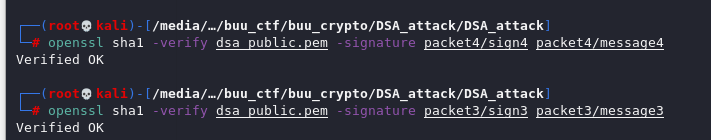 ┌──(root💀kali)-[/media/…/buu_ctf/buu_crypto/DSA_attack/DSA_attack]
└─# openssl sha1 -verify dsa_public.pem -signature packet4/sign4 packet4/message4
Verified OK
┌──(root💀kali)-[/media/…/buu_ctf/buu_crypto/DSA_attack/DSA_attack]
└─# openssl sha1 -verify dsa_public.pem -signature packet3/sign3 packet3/message3
Verified OK